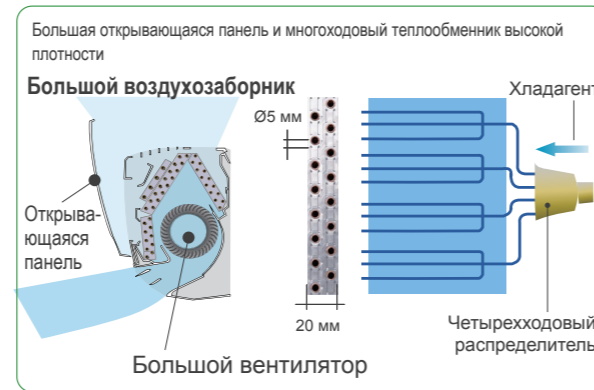 Большая открывающаяся панель и многоходовый теплообменник высокой
плотности
Большой воздухозаборник
Хладагент
Ø5 мм
Открыва-
ющаяся
панель
20 мм
Четырехходовый
распределитель
Большой вентилятор